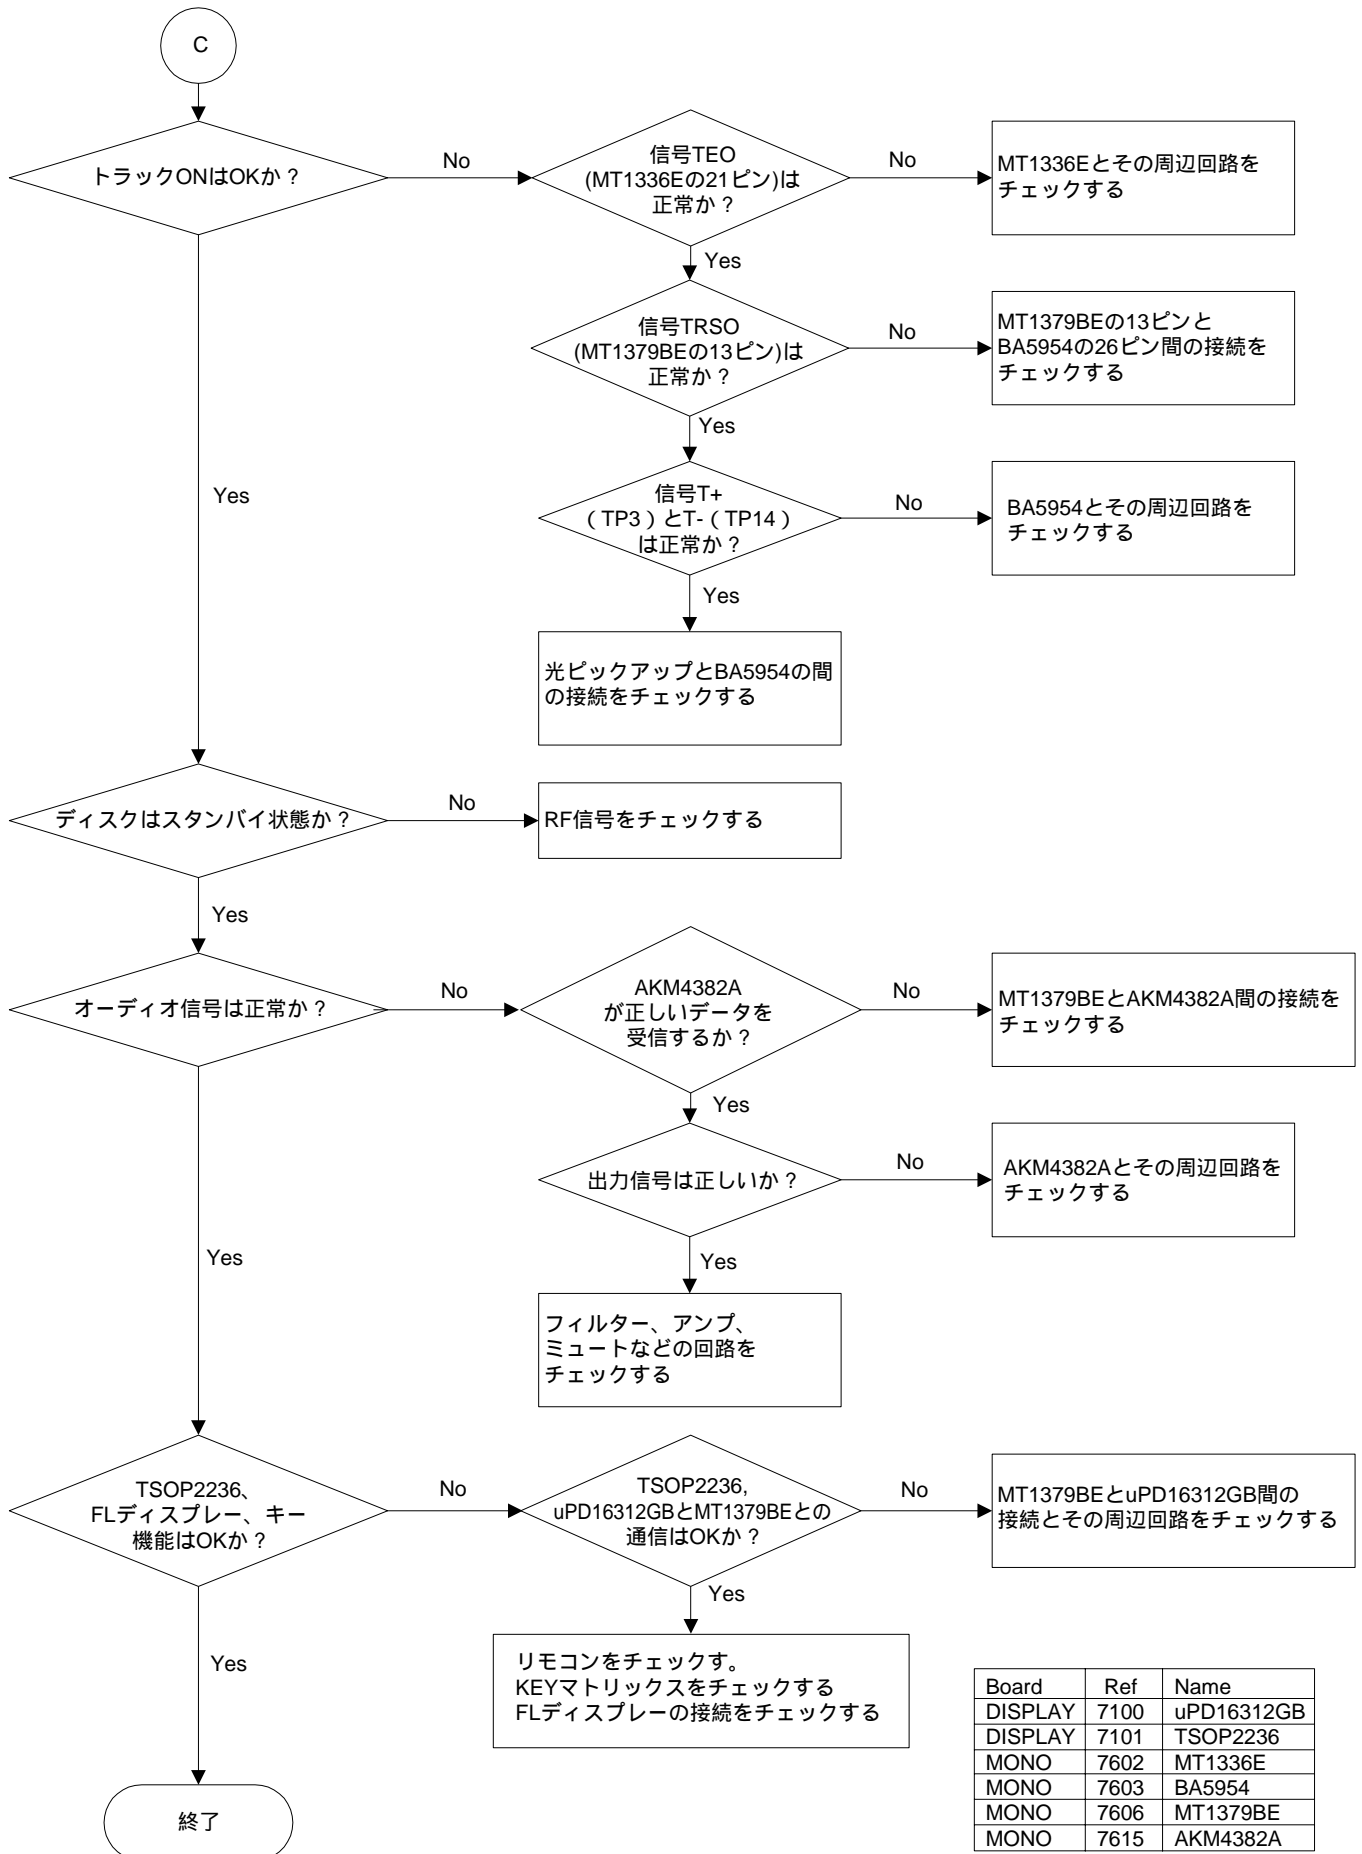 C
トラックONはOKか？
No
信号TEO
(MT1336Eの21ピン)は
正常か？
No
MT1336Eとその周辺回路を
チェックする
Yes
信号TRSO
(MT1379BEの13ピン)は
正常か？
No
MT1379BEの13ピンと
BA5954の26ピン間の接続を
チェックする
Yes
Yes
信号T+
（TP3）とT-（TP14）
は正常か？
No
BA5954とその周辺回路を
チェックする
Yes
光ピックアップとBA5954の間
の接続をチェックする
ディスクはスタンバイ状態か？
No
RF信号をチェックする
Yes
オーディオ信号は正常か？
No
AKM4382A
が正しいデータを
受信するか？
No
MT1379BEとAKM4382A間の接続を
チェックする
Yes
出力信号は正しいか？
No
AKM4382Aとその周辺回路を
チェックする
Yes
Yes
フィルター、アンプ、
ミュートなどの回路を
チェックする
TSOP2236、
FLディスプレー、キー
機能はOKか？
No
TSOP2236,
uPD16312GBとMT1379BEとの
通信はOKか？
No
MT1379BEとuPD16312GB間の
接続とその周辺回路をチェックする
Yes
Yes
リモコンをチェックす。
KEYマトリックスをチェックする
FLディスプレーの接続をチェックする
終了
Board Ref Name
DISPLAY 7100 uPD16312GB
DISPLAY 7101 TSOP2236
MONO 7602 MT1336E
MONO 7603 BA5954
MONO 7606 MT1379BE
MONO 7615 AKM4382A